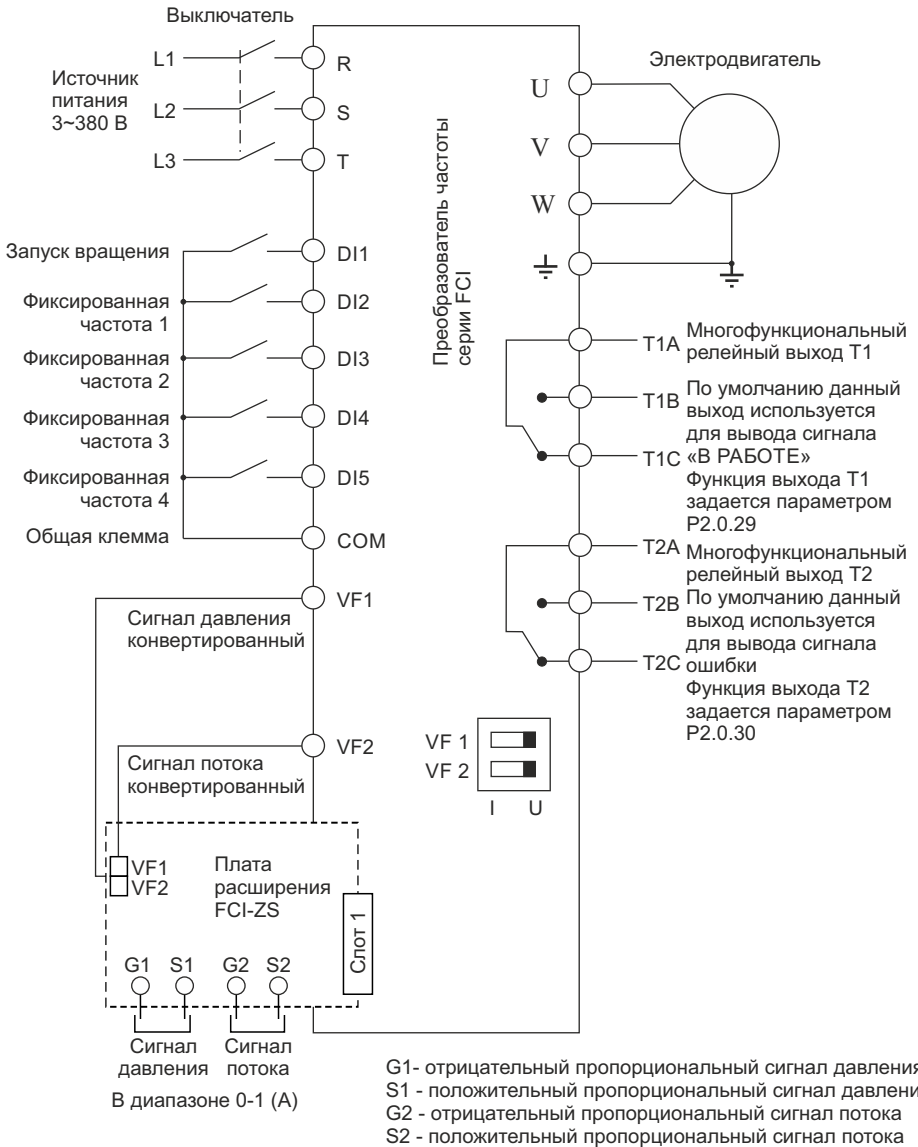 Выключатель
L1
R
Источник
питания
3~380 В
L2
S
L3
T
Электродвигатель
U
V
W
Преобразователь частоты
серии FCI
Запуск вращения
DI1
Фиксированная
частота 1
DI2
Фиксированная
частота 2
DI3
Фиксированная
частота 3
DI4
Фиксированная
частота 4
DI5
Общая клемма
COM
T1A
Многофункциональный
релейный выход T1
T1B
По умолчанию данный
выход используется
для вывода сигнала
T1C
«В РАБОТЕ»
Функция выхода T1
задается параметром
P2.0.29
T2A
Многофункциональный
релейный выход T2
T2B
По умолчанию данный
выход используется
для вывода сигнала
T2C
ошибки
Функция выхода T2
задается параметром
P2.0.30
VF1
Сигнал давления
конвертированный
VF2
Сигнал потока
конвертированный
VF 1
VF 2
I U
VF1
VF2
Плата
расширения
FCI-ZS
Слот 1
G1 S1 G2 S2
Сигнал
давления
Сигнал
потока
В диапазоне 0-1 (A)
G1- отрицательный пропорциональный сигнал давления
S1 - положительный пропорциональный сигнал давлени
G2 - отрицательный пропорциональный сигнал потока
S2 - положительный пропорциональный сигнал потока